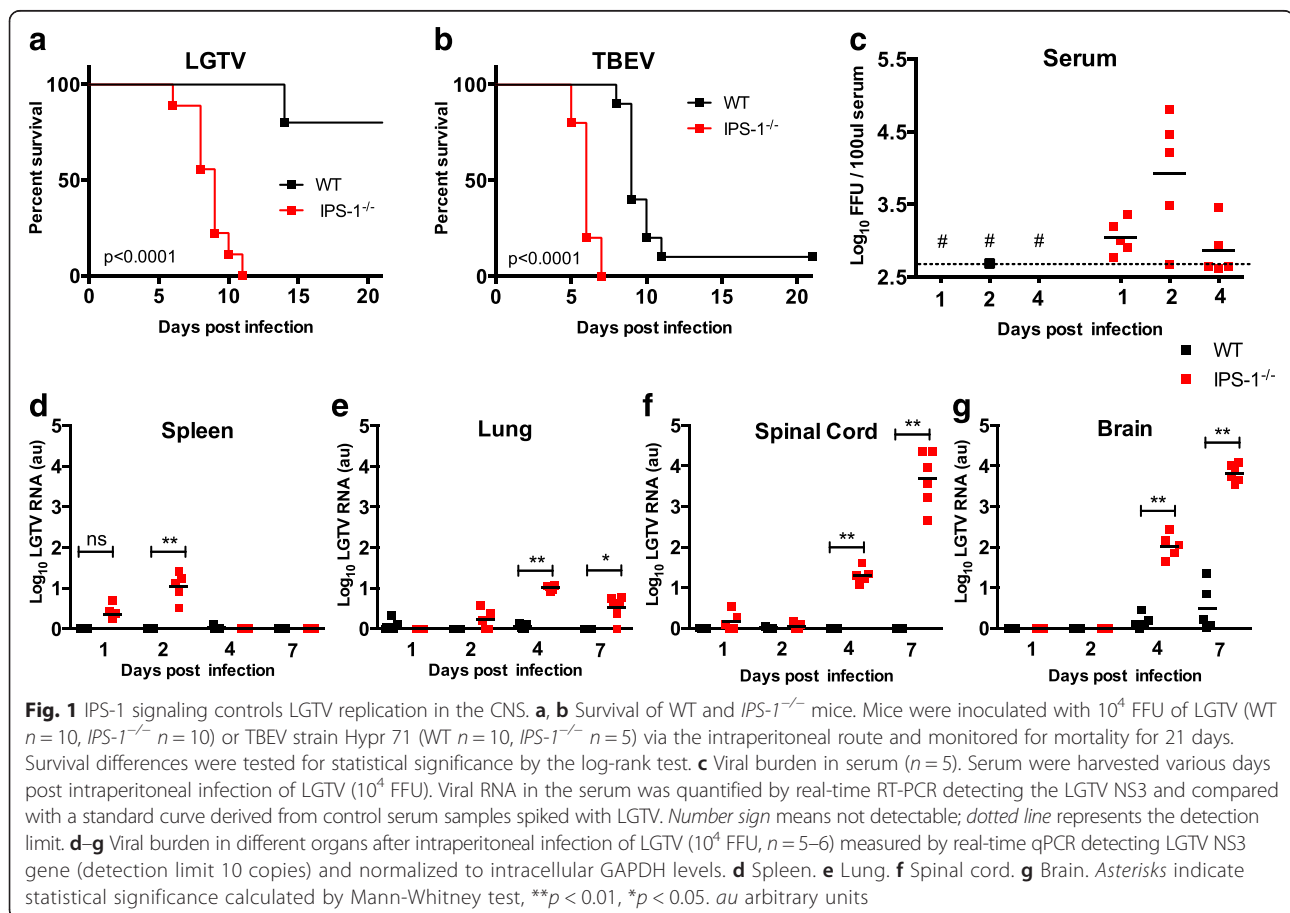 a
LGTV
Percent survival
100
50
0
0 5 10 15 20
Days post infection
WT
IPS-1-/-
p<0.0001
b
TBEV
Percent survival
100
50
0
0 5 10 15 20
Days post infection
WT
IPS-1-/-
p<0.0001
c
Serum
Log10 FFU / 100ul serum
5.5
4.5
3.5
2.5
# # #
1 2 4 1 2 4
Days post infection
WT
IPS-1-/-
d
Spleen
Log10 LGTV RNA (au)
5
4
3
2
1
0
ns **
1 2 4 7
Days post infection
e
Lung
Log10 LGTV RNA (au)
5
4
3
2
1
0
** *
1 2 4 7
Days post infection
f
Spinal Cord
Log10 LGTV RNA (au)
5
4
3
2
1
0
** **
1 2 4 7
Days post infection
g
Brain
Log10 LGTV RNA (au)
5
4
3
2
1
0
** **
1 2 4 7
Days post infection
Fig. 1 IPS-1 signaling controls LGTV replication in the CNS. a, b Survival of WT and IPS-1−/− mice. Mice were inoculated with 10⁴ FFU of LGTV (WT
n = 10, IPS-1−/− n = 10) or TBEV strain Hypr 71 (WT n = 10, IPS-1−/− n = 5) via the intraperitoneal route and monitored for mortality for 21 days.
Survival differences were tested for statistical significance by the log-rank test. c Viral burden in serum (n = 5). Serum were harvested various days
post intraperitoneal infection of LGTV (10⁴ FFU). Viral RNA in the serum was quantified by real-time RT-PCR detecting the LGTV NS3 and compared
with a standard curve derived from control serum samples spiked with LGTV. Number sign means not detectable; dotted line represents the detection
limit. d–g Viral burden in different organs after intraperitoneal infection of LGTV (10⁴ FFU, n = 5–6) measured by real-time qPCR detecting LGTV NS3
gene (detection limit 10 copies) and normalized to intracellular GAPDH levels. d Spleen. e Lung. f Spinal cord. g Brain. Asterisks indicate
statistical significance calculated by Mann-Whitney test, **p < 0.01, *p < 0.05. au arbitrary units